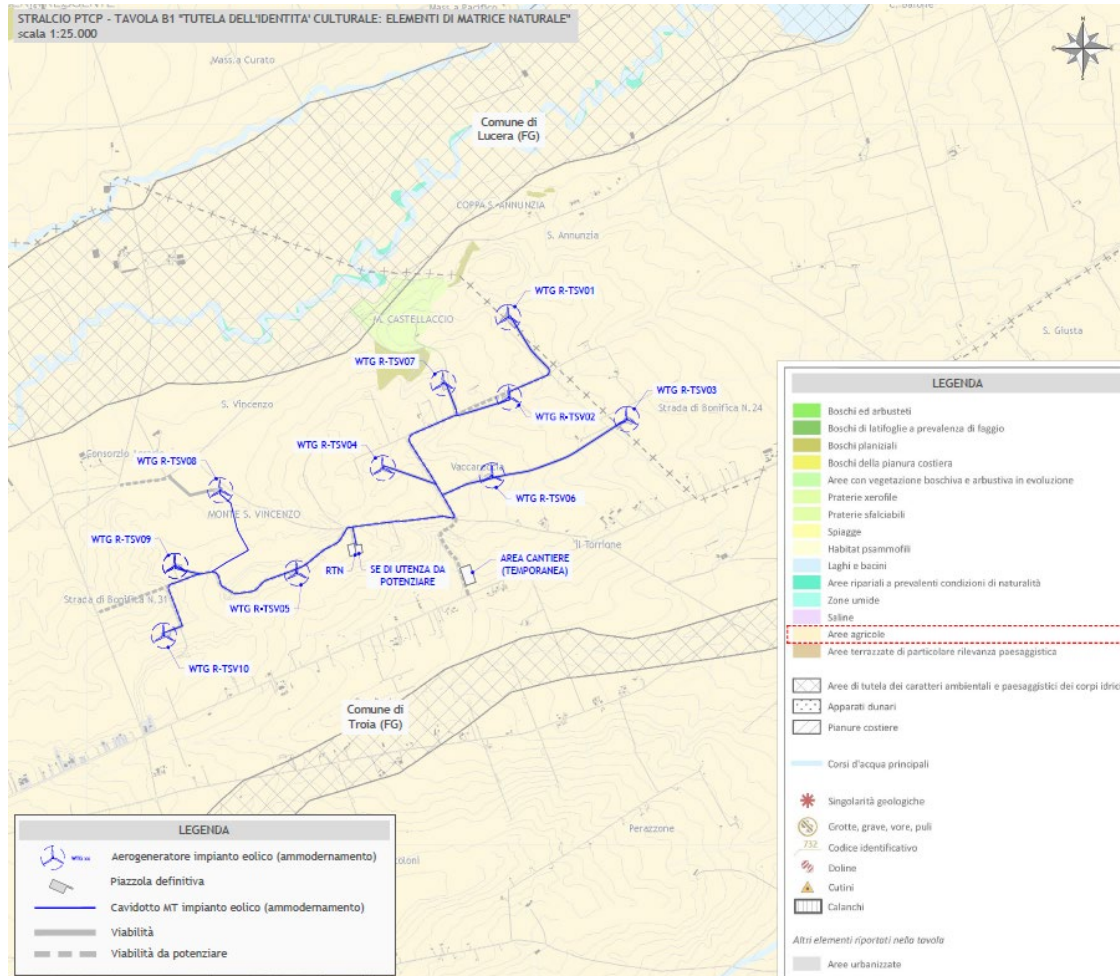 STRALCIO PTCP - TAVOLA B1 "TUTELA DELL'IDENTITA' CULTURALE: ELEMENTI DI MATRICE NATURALE"
scala 1:25.000
Mass.a Pacifico
Mass.a Curato
Comune di
Lucera (FG)
COPPA S. ANNUNZIA
S. Annunzia
WTG R-TSV01
M. CASTELLACCIO
S. Giusta
WTG R-TSV07
WTG R-TSV03
Strada di Bonifica N.24
WTG R-TSV02
S. Vincenzo
WTG R-TSV04
Consorzio
WTG R-TSV08
WTG R-TSV06
MONTE S. VINCENZO
WTG R-TSV09
Il Torrione
RTN
SE DI UTENZA DA
POTENZIARE
AREA CANTIERE
(TEMPORANEA)
Strada di Bonifica N.31
WTG R-TSV05
WTG R-TSV10
Comune di
Troia (FG)
Perazzone
LEGENDA
Aerogeneratore impianto eolico (ammodernamento)
Piazzola definitiva
Cavidotto MT impianto eolico (ammodernamento)
Viabilità
Viabilità da potenziare
LEGENDA
Boschi ed arbusteti
Boschi di latifoglie a prevalenza di faggio
Boschi planiziali
Boschi della pianura costiera
Aree con vegetazione boschiva e arbustiva in evoluzione
Praterie xerofile
Praterie sfalciabili
Spiagge
Habitat psammofili
Laghi e bacini
Aree ripariali a prevalenti condizioni di naturalità
Zone umide
Saline
Aree agricole
Aree terrazzate di particolare rilevanza paesaggistica
Aree di tutela dei caratteri ambientali e paesaggistici dei corpi idrici
Apparati dunari
Pianure costiere
Corsi d'acqua principali
Singolarità geologiche
Grotte, grave, vore, puli
732 Codice identificativo
Doline
Cutini
Calanchi
Altri elementi riportati nella tavola
Aree urbanizzate